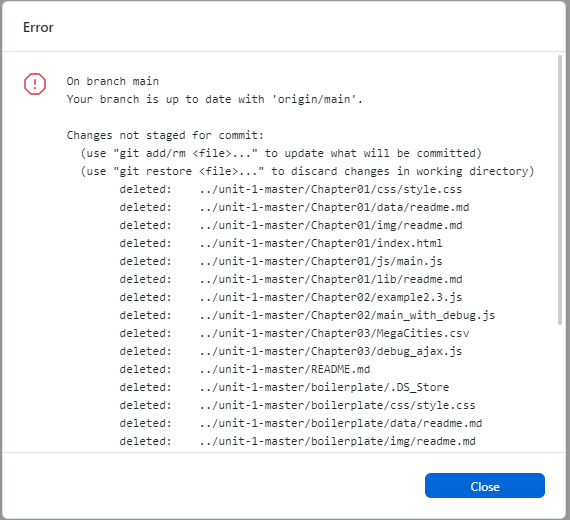 Error
On branch main
Your branch is up to date with 'origin/main'.
Changes not staged for commit:
(use "git add/rm <file>..." to update what will be committed)
(use "git restore <file>..." to discard changes in working directory)
deleted: ../unit-1-master/Chapter01/css/style.css
deleted: ../unit-1-master/Chapter01/data/readme.md
deleted: ../unit-1-master/Chapter01/img/readme.md
deleted: ../unit-1-master/Chapter01/index.html
deleted: ../unit-1-master/Chapter01/js/main.js
deleted: ../unit-1-master/Chapter01/lib/readme.md
deleted: ../unit-1-master/Chapter02/example2.3.js
deleted: ../unit-1-master/Chapter02/main_with_debug.js
deleted: ../unit-1-master/Chapter03/MegaCities.csv
deleted: ../unit-1-master/Chapter03/debug_ajax.js
deleted: ../unit-1-master/README.md
deleted: ../unit-1-master/boilerplate/.DS_Store
deleted: ../unit-1-master/boilerplate/css/style.css
deleted: ../unit-1-master/boilerplate/data/readme.md
deleted: ../unit-1-master/boilerplate/img/readme.md
Close